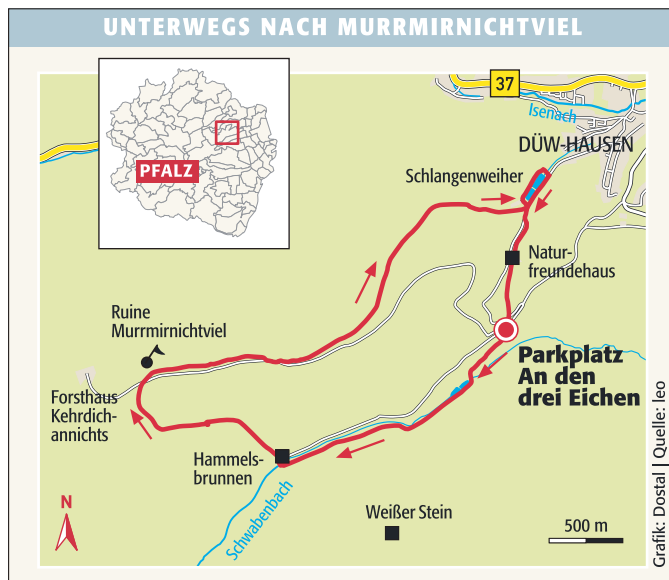 UNTERWEGS NACH MURRMIRNICHTVIEL
37
Isenach
DÜW-HAUSEN
PFALZ
Schlangenweiher
Natur-
freundehaus
Ruine
Murrmirnichtviel
Parkplatz
An den
drei Eichen
Forsthaus
Kehrdich-
annichts
Hammels-
brunnen
Schwabenbach
Weißer Stein
N
500 m
Grafik: Dostal | Quelle: leo